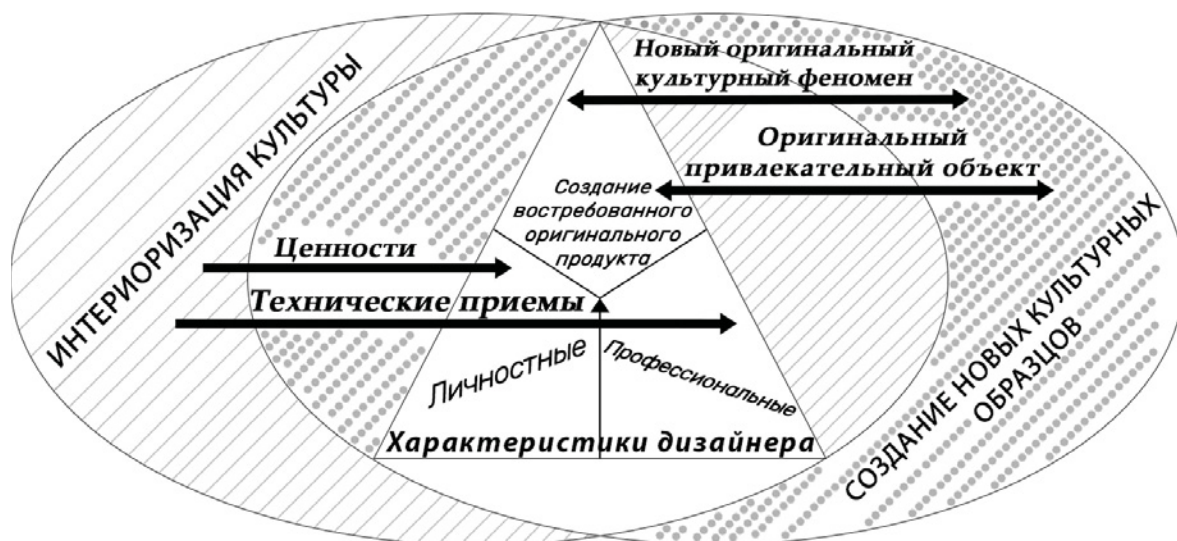 ИНТЕРИОРИЗАЦИЯ КУЛЬТУРЫ
Новый оригинальный
культурный феномен
Оригинальный
привлекательный объект
Создание
востребованного
оригинального
продукта
Ценности
Технические приемы
Личностные
Профессиональные
Характеристики дизайнера
СОЗДАНИЕ НОВЫХ КУЛЬТУРНЫХ
ОБРАЗЦОВ